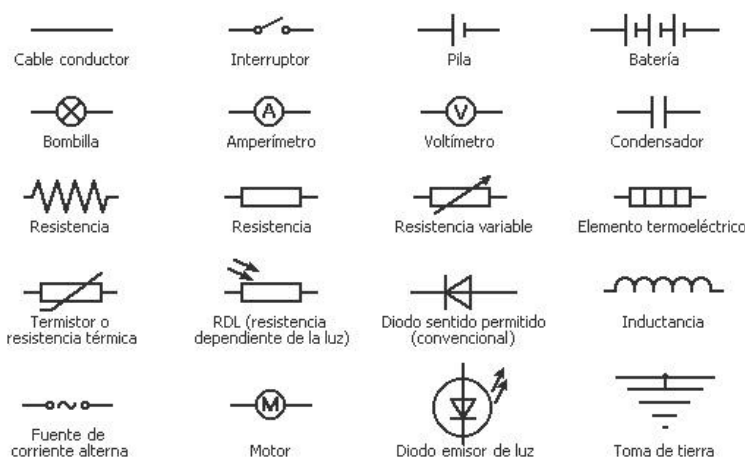 Cable conductor
Interruptor
Pila
Batería
A
V
Bombilla
Amperímetro
Voltímetro
Condensador
Resistencia
Resistencia
Resistencia variable
Elemento termoeléctrico
Termistor o
resistencia térmica
RDL (resistencia
dependiente de la luz)
Diodo sentido permitido
(convencional)
Inductancia
M
Fuente de
corriente alterna
Motor
Diodo emisor de luz
Toma de tierra